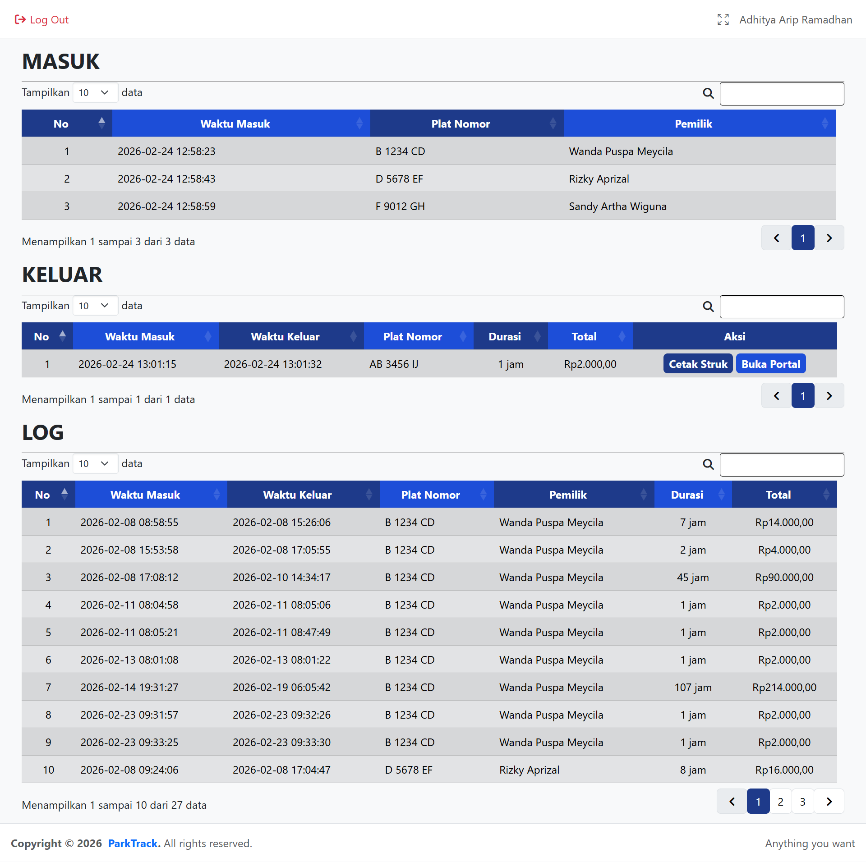 Log Out Adhitya Arip Ramadhan
MASUK
Tampilkan 10 data
No Waktu Masuk Plat Nomor Pemilik
1 2026-02-24 12:58:23 B 1234 CD Wanda Puspa Meycila
2 2026-02-24 12:58:43 D 5678 EF Rizky Aprizal
3 2026-02-24 12:58:59 F 9012 GH Sandy Artha Wiguna
Menampilkan 1 sampai 3 dari 3 data 1
KELUAR
Tampilkan 10 data
No Waktu Masuk Waktu Keluar Plat Nomor Durasi Total Aksi
1 2026-02-24 13:01:15 2026-02-24 13:01:32 AB 3456 IJ 1 jam Rp2.000,00 Cetak Struk Buka Portal
Menampilkan 1 sampai 1 dari 1 data 1
LOG
Tampilkan 10 data
No Waktu Masuk Waktu Keluar Plat Nomor Pemilik Durasi Total
1 2026-02-08 08:58:55 2026-02-08 15:26:06 B 1234 CD Wanda Puspa Meycila 7 jam Rp14.000,00
2 2026-02-08 15:53:58 2026-02-08 17:05:55 B 1234 CD Wanda Puspa Meycila 2 jam Rp4.000,00
3 2026-02-08 17:08:12 2026-02-10 14:34:17 B 1234 CD Wanda Puspa Meycila 45 jam Rp90.000,00
4 2026-02-11 08:04:58 2026-02-11 08:05:06 B 1234 CD Wanda Puspa Meycila 1 jam Rp2.000,00
5 2026-02-11 08:05:21 2026-02-11 08:47:49 B 1234 CD Wanda Puspa Meycila 1 jam Rp2.000,00
6 2026-02-13 08:01:08 2026-02-13 08:01:22 B 1234 CD Wanda Puspa Meycila 1 jam Rp2.000,00
7 2026-02-14 19:31:27 2026-02-19 06:05:42 B 1234 CD Wanda Puspa Meycila 107 jam Rp214.000,00
8 2026-02-23 09:31:57 2026-02-23 09:32:26 B 1234 CD Wanda Puspa Meycila 1 jam Rp2.000,00
9 2026-02-23 09:33:25 2026-02-23 09:33:30 B 1234 CD Wanda Puspa Meycila 1 jam Rp2.000,00
10 2026-02-08 09:24:06 2026-02-08 17:04:47 D 5678 EF Rizky Aprizal 8 jam Rp16.000,00
Menampilkan 1 sampai 10 dari 27 data 1 2 3
Copyright © 2026 ParkTrack. All rights reserved. Anything you want